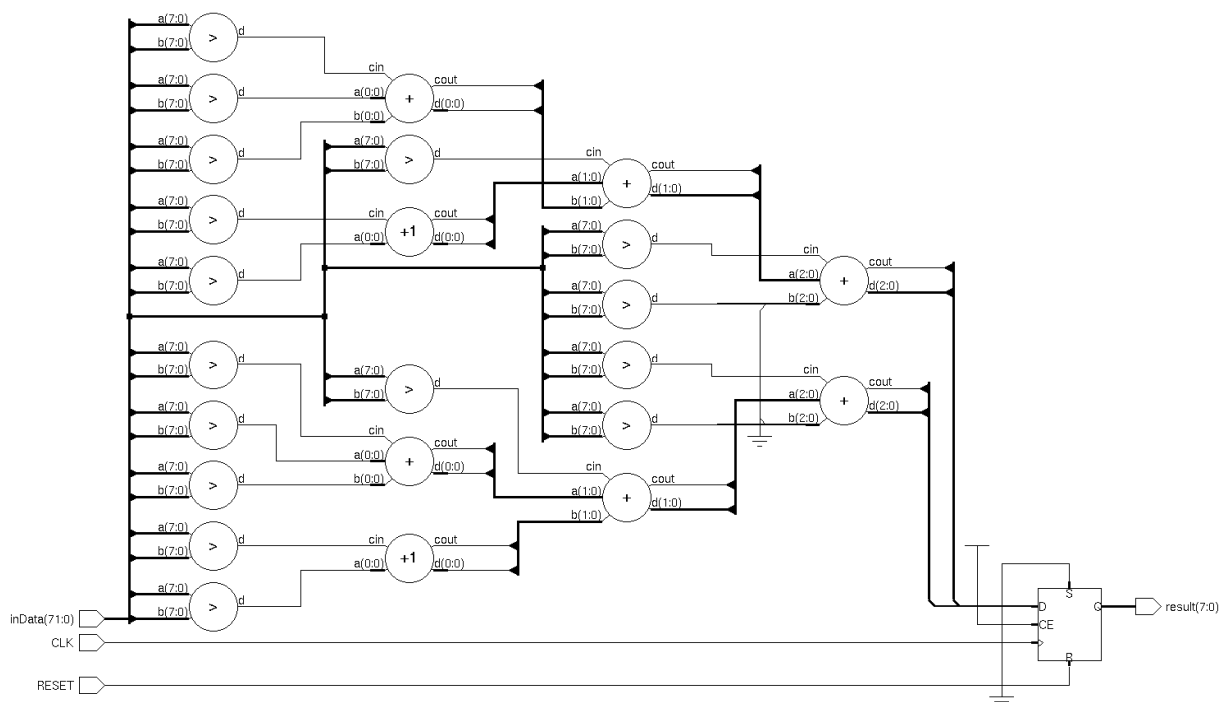 a(7:0) d
>
b(7:0)
cin
cout
a(7:0) d
>
b(7:0)
a(0:0)
+
d(0:0)
b(0:0)
a(7:0) d
>
b(7:0)
a(7:0) d
>
b(7:0)
cin
cout
a(1:0)
+
d(1:0)
b(1:0)
a(7:0) d
>
b(7:0)
cin
cout
+1
a(0:0)
d(0:0)
a(7:0) d
>
b(7:0)
cin
cout
a(2:0)
+
d(2:0)
b(2:0)
a(7:0) d
>
b(7:0)
a(7:0) d
>
b(7:0)
a(7:0) d
>
b(7:0)
a(7:0) d
>
b(7:0)
cin
cout
a(2:0)
+
d(2:0)
b(2:0)
a(7:0) d
>
b(7:0)
a(7:0) d
>
b(7:0)
a(7:0) d
>
b(7:0)
cin
cout
a(0:0)
+
d(0:0)
b(0:0)
a(7:0) d
>
b(7:0)
cin
cout
a(1:0)
+
d(1:0)
b(1:0)
a(7:0) d
>
b(7:0)
cin
cout
+1
a(0:0)
d(0:0)
a(7:0) d
>
b(7:0)
inData(71:0)
CLK
RESET
S
D
Q
CE
R
result(7:0)